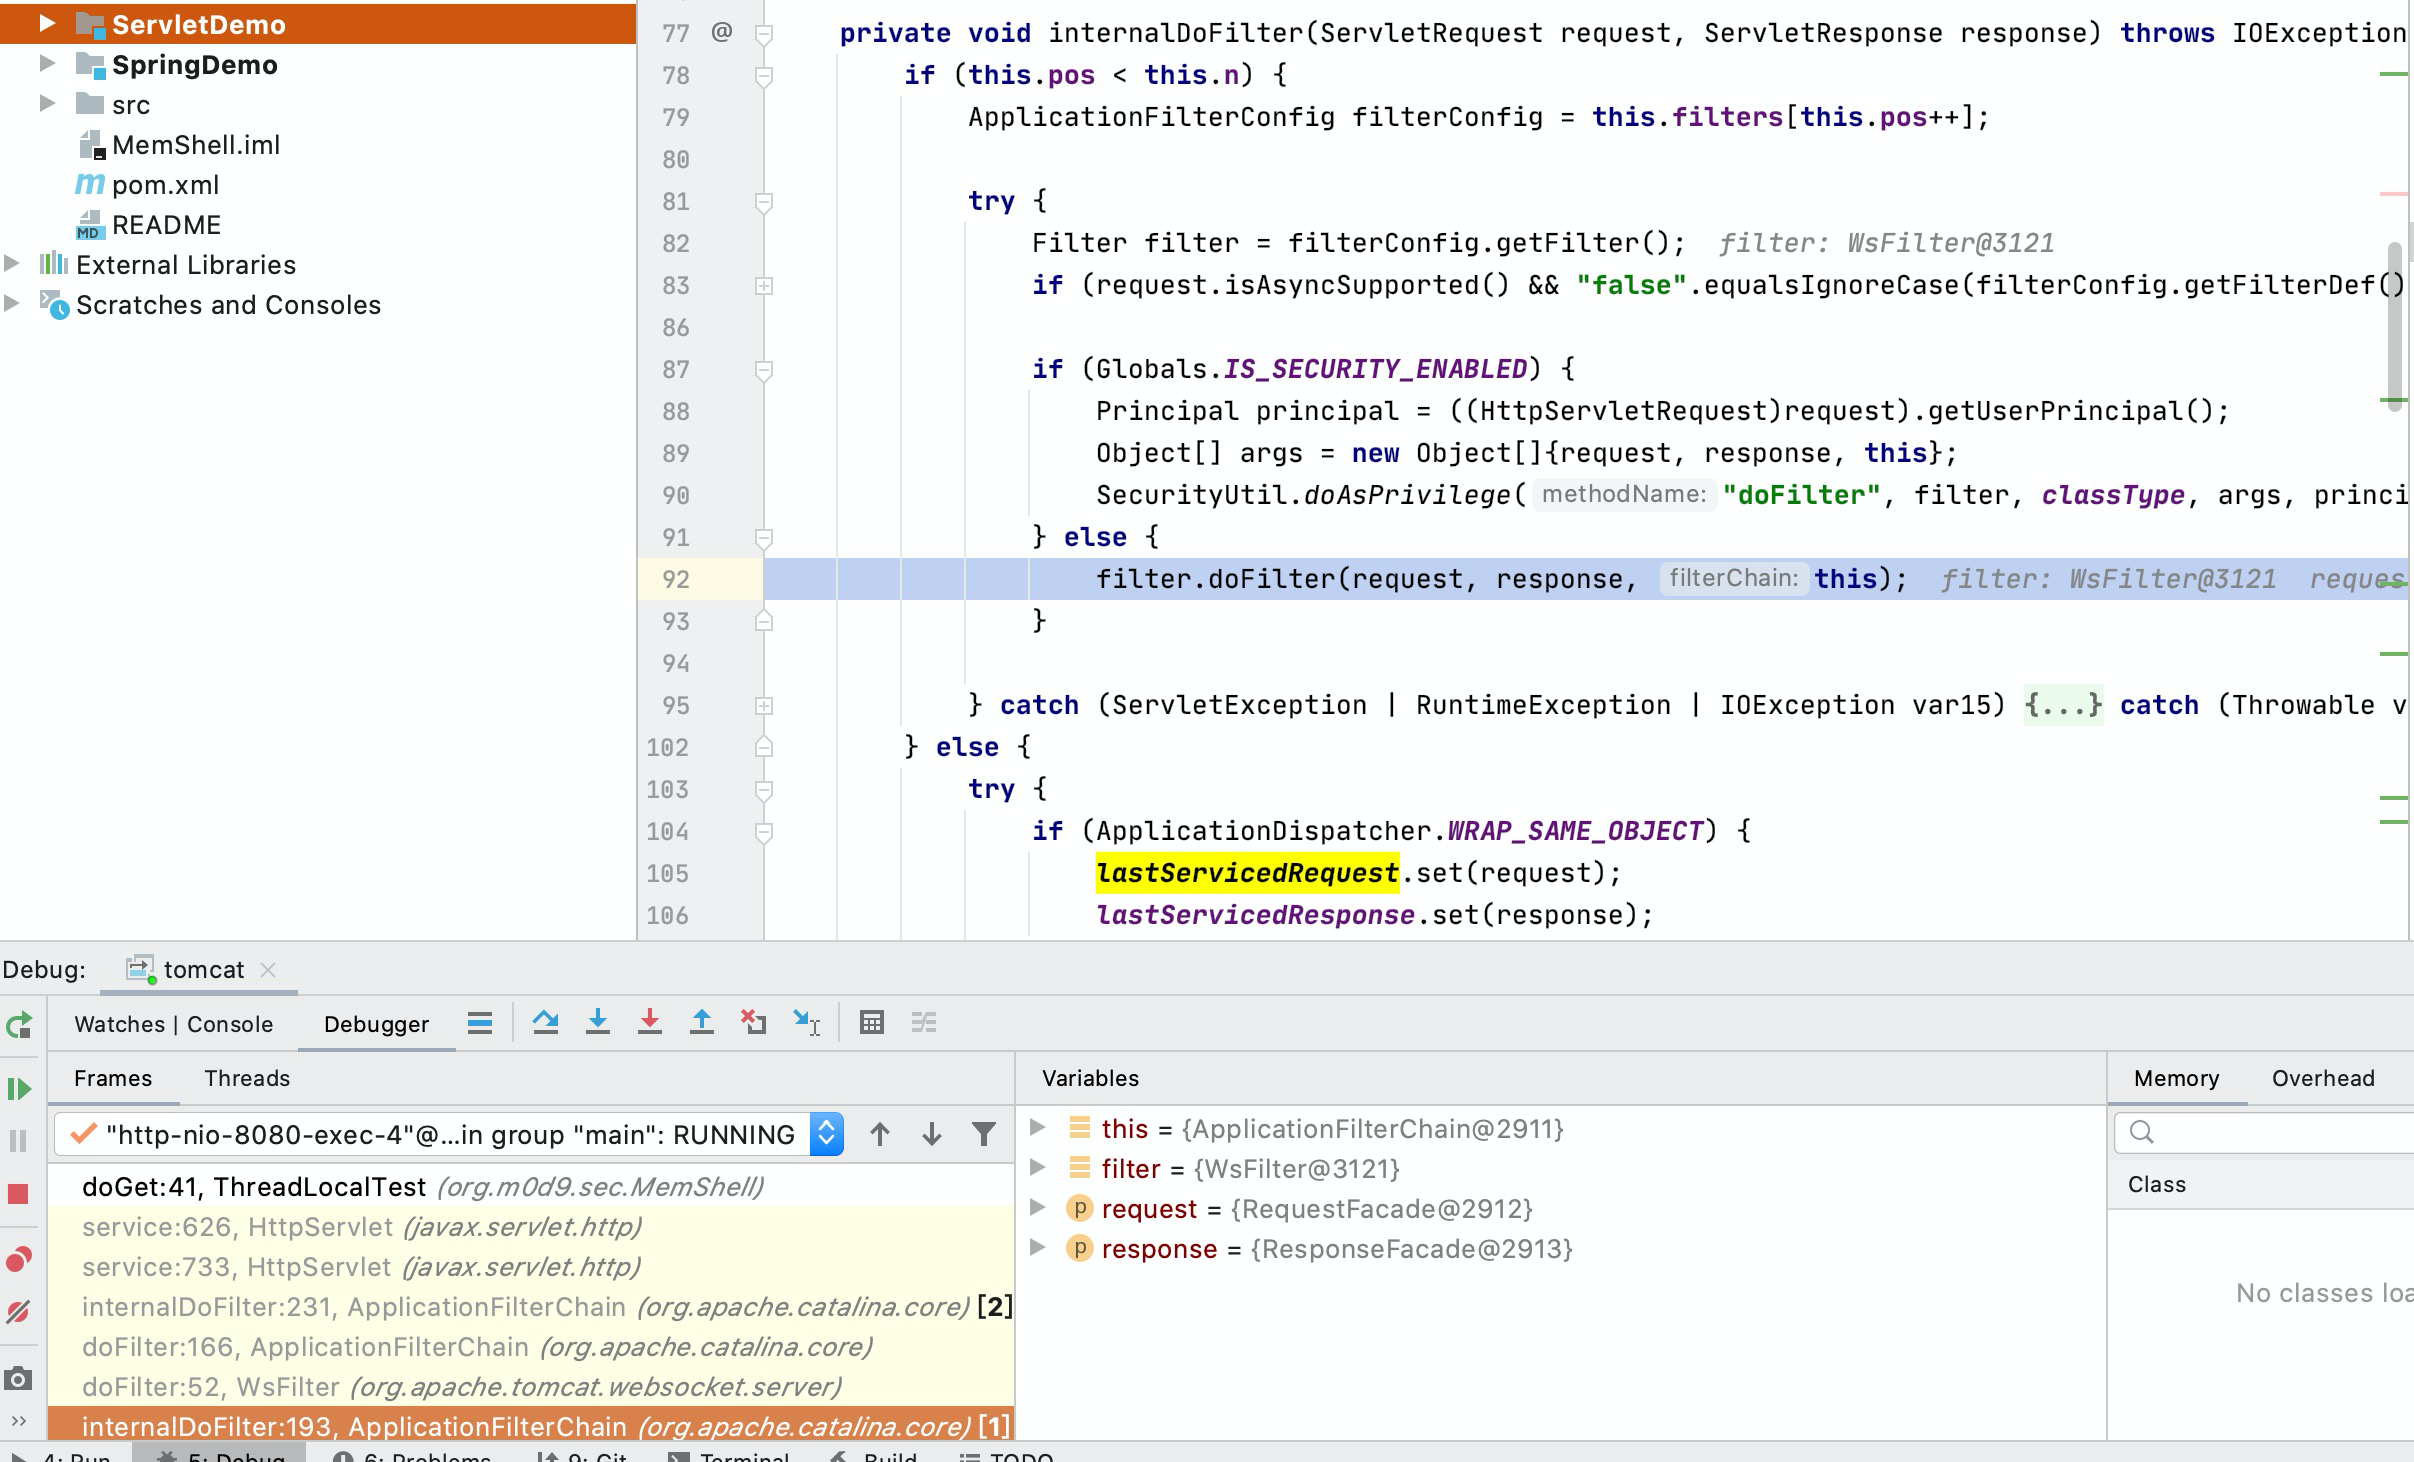 ServletDemo
SpringDemo
src
MemShell.iml
pom.xml
README
External Libraries
Scratches and Consoles
77 @ private void internalDoFilter(ServletRequest request, ServletResponse response) throws IOException
78 if (this.pos < this.n) {
79 ApplicationFilterConfig filterConfig = this.filters[this.pos++];
80
81 try {
82 Filter filter = filterConfig.getFilter(); filter: WsFilter@3121
83 if (request.isAsyncSupported() && "false".equalsIgnoreCase(filterConfig.getFilterDef()
86
87 if (Globals.IS_SECURITY_ENABLED) {
88 Principal principal = ((HttpServletRequest)request).getUserPrincipal();
89 Object[] args = new Object[]{request, response, this};
90 SecurityUtil.doAsPrivilege( methodName: "doFilter", filter, classType, args, princi
91 } else {
92 filter.doFilter(request, response, filterChain: this); filter: WsFilter@3121 reques
93 }
94
95 } catch (ServletException | RuntimeException | IOException var15) {...} catch (Throwable v
102 } else {
103 try {
104 if (ApplicationDispatcher.WRAP_SAME_OBJECT) {
105 lastServicedRequest.set(request);
106 lastServicedResponse.set(response);
Debug: tomcat
Watches | Console Debugger
Frames Threads
"http-nio-8080-exec-4"@...in group "main": RUNNING
doGet:41, ThreadLocalTest (org.m0d9.sec.MemShell)
service:626, HttpServlet (javax.servlet.http)
service:733, HttpServlet (javax.servlet.http)
internalDoFilter:231, ApplicationFilterChain (org.apache.catalina.core) [2]
doFilter:166, ApplicationFilterChain (org.apache.catalina.core)
doFilter:52, WsFilter (org.apache.tomcat.websocket.server)
internalDoFilter:193, ApplicationFilterChain (org.apache.catalina.core) [1]
Variables
this = {ApplicationFilterChain@2911}
filter = {WsFilter@3121}
p request = {RequestFacade@2912}
p response = {ResponseFacade@2913}
Memory Overhead
Class
No classes loa
4: Run 5: Debug 6: Problems 9: Git Terminal Build TODO